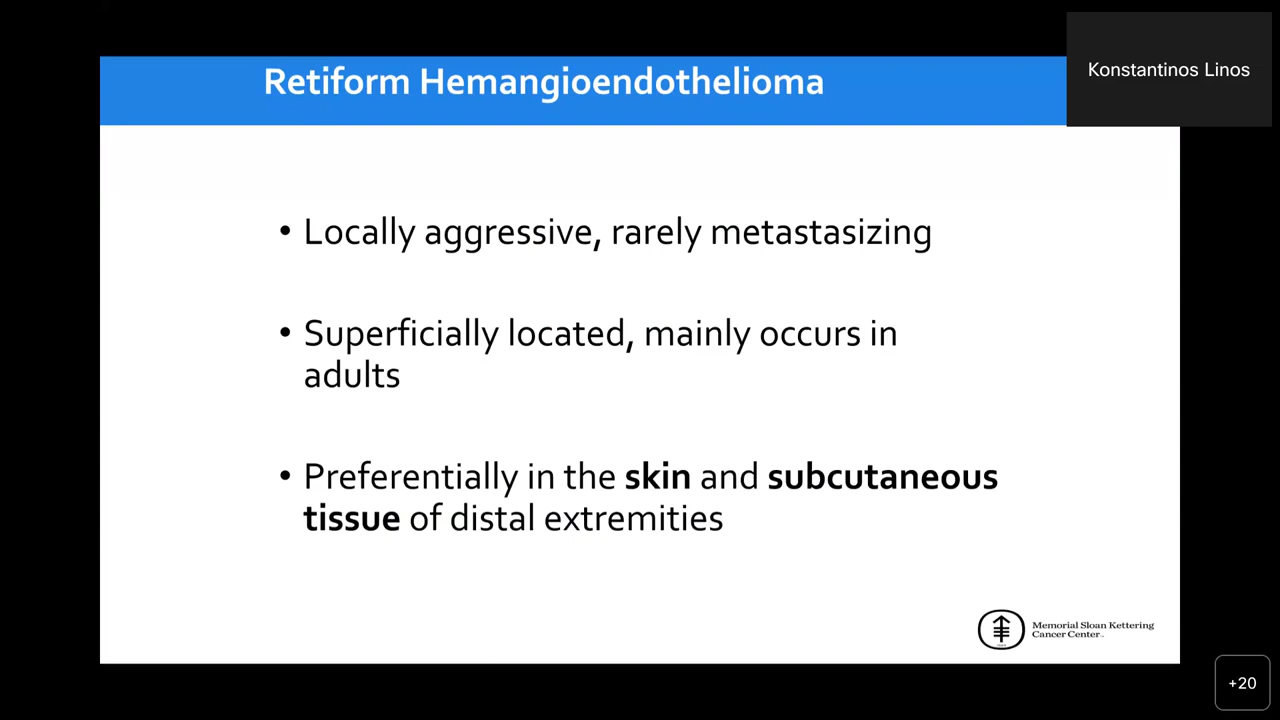 Retiform Hemangioendothelioma
Konstantinos Linos
• Locally aggressive, rarely metastasizing
• Superficially located, mainly occurs in
adults
• Preferentially in the skin and subcutaneous
tissue of distal extremities
Memorial Sloan Kettering
Cancer Center
+20